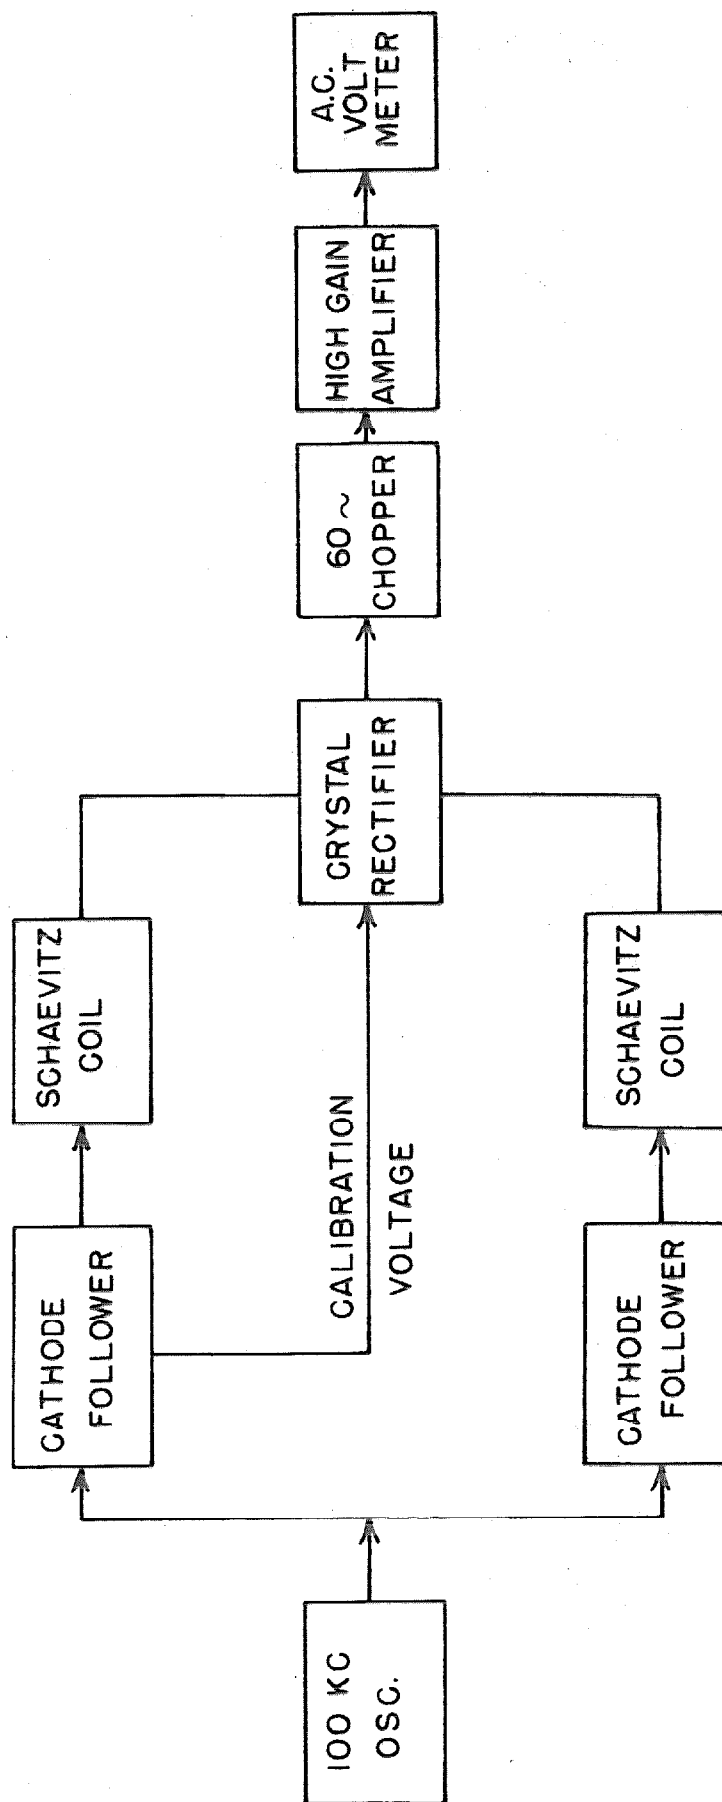 100 KC
OSC.
CATHODE
FOLLOWER
SCHAEVITZ
COIL
CALIBRATION
VOLTAGE
CATHODE
FOLLOWER
SCHAEVITZ
COIL
CRYSTAL
RECTIFIER
60~
CHOPPER
HIGH GAIN
AMPLIFIER
A.C.
VOLT
METER